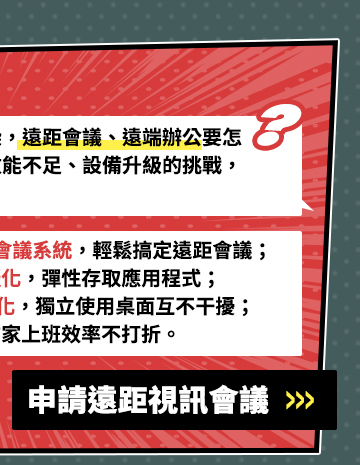 ，遠距會議、遠端辦公要怎
?
能不足、設備升級的挑戰，
會議系統，輕鬆搞定遠距會議；
化，彈性存取應用程式；
化，獨立使用桌面互不干擾；
家上班效率不打折。
申請遠距視訊會議 »›